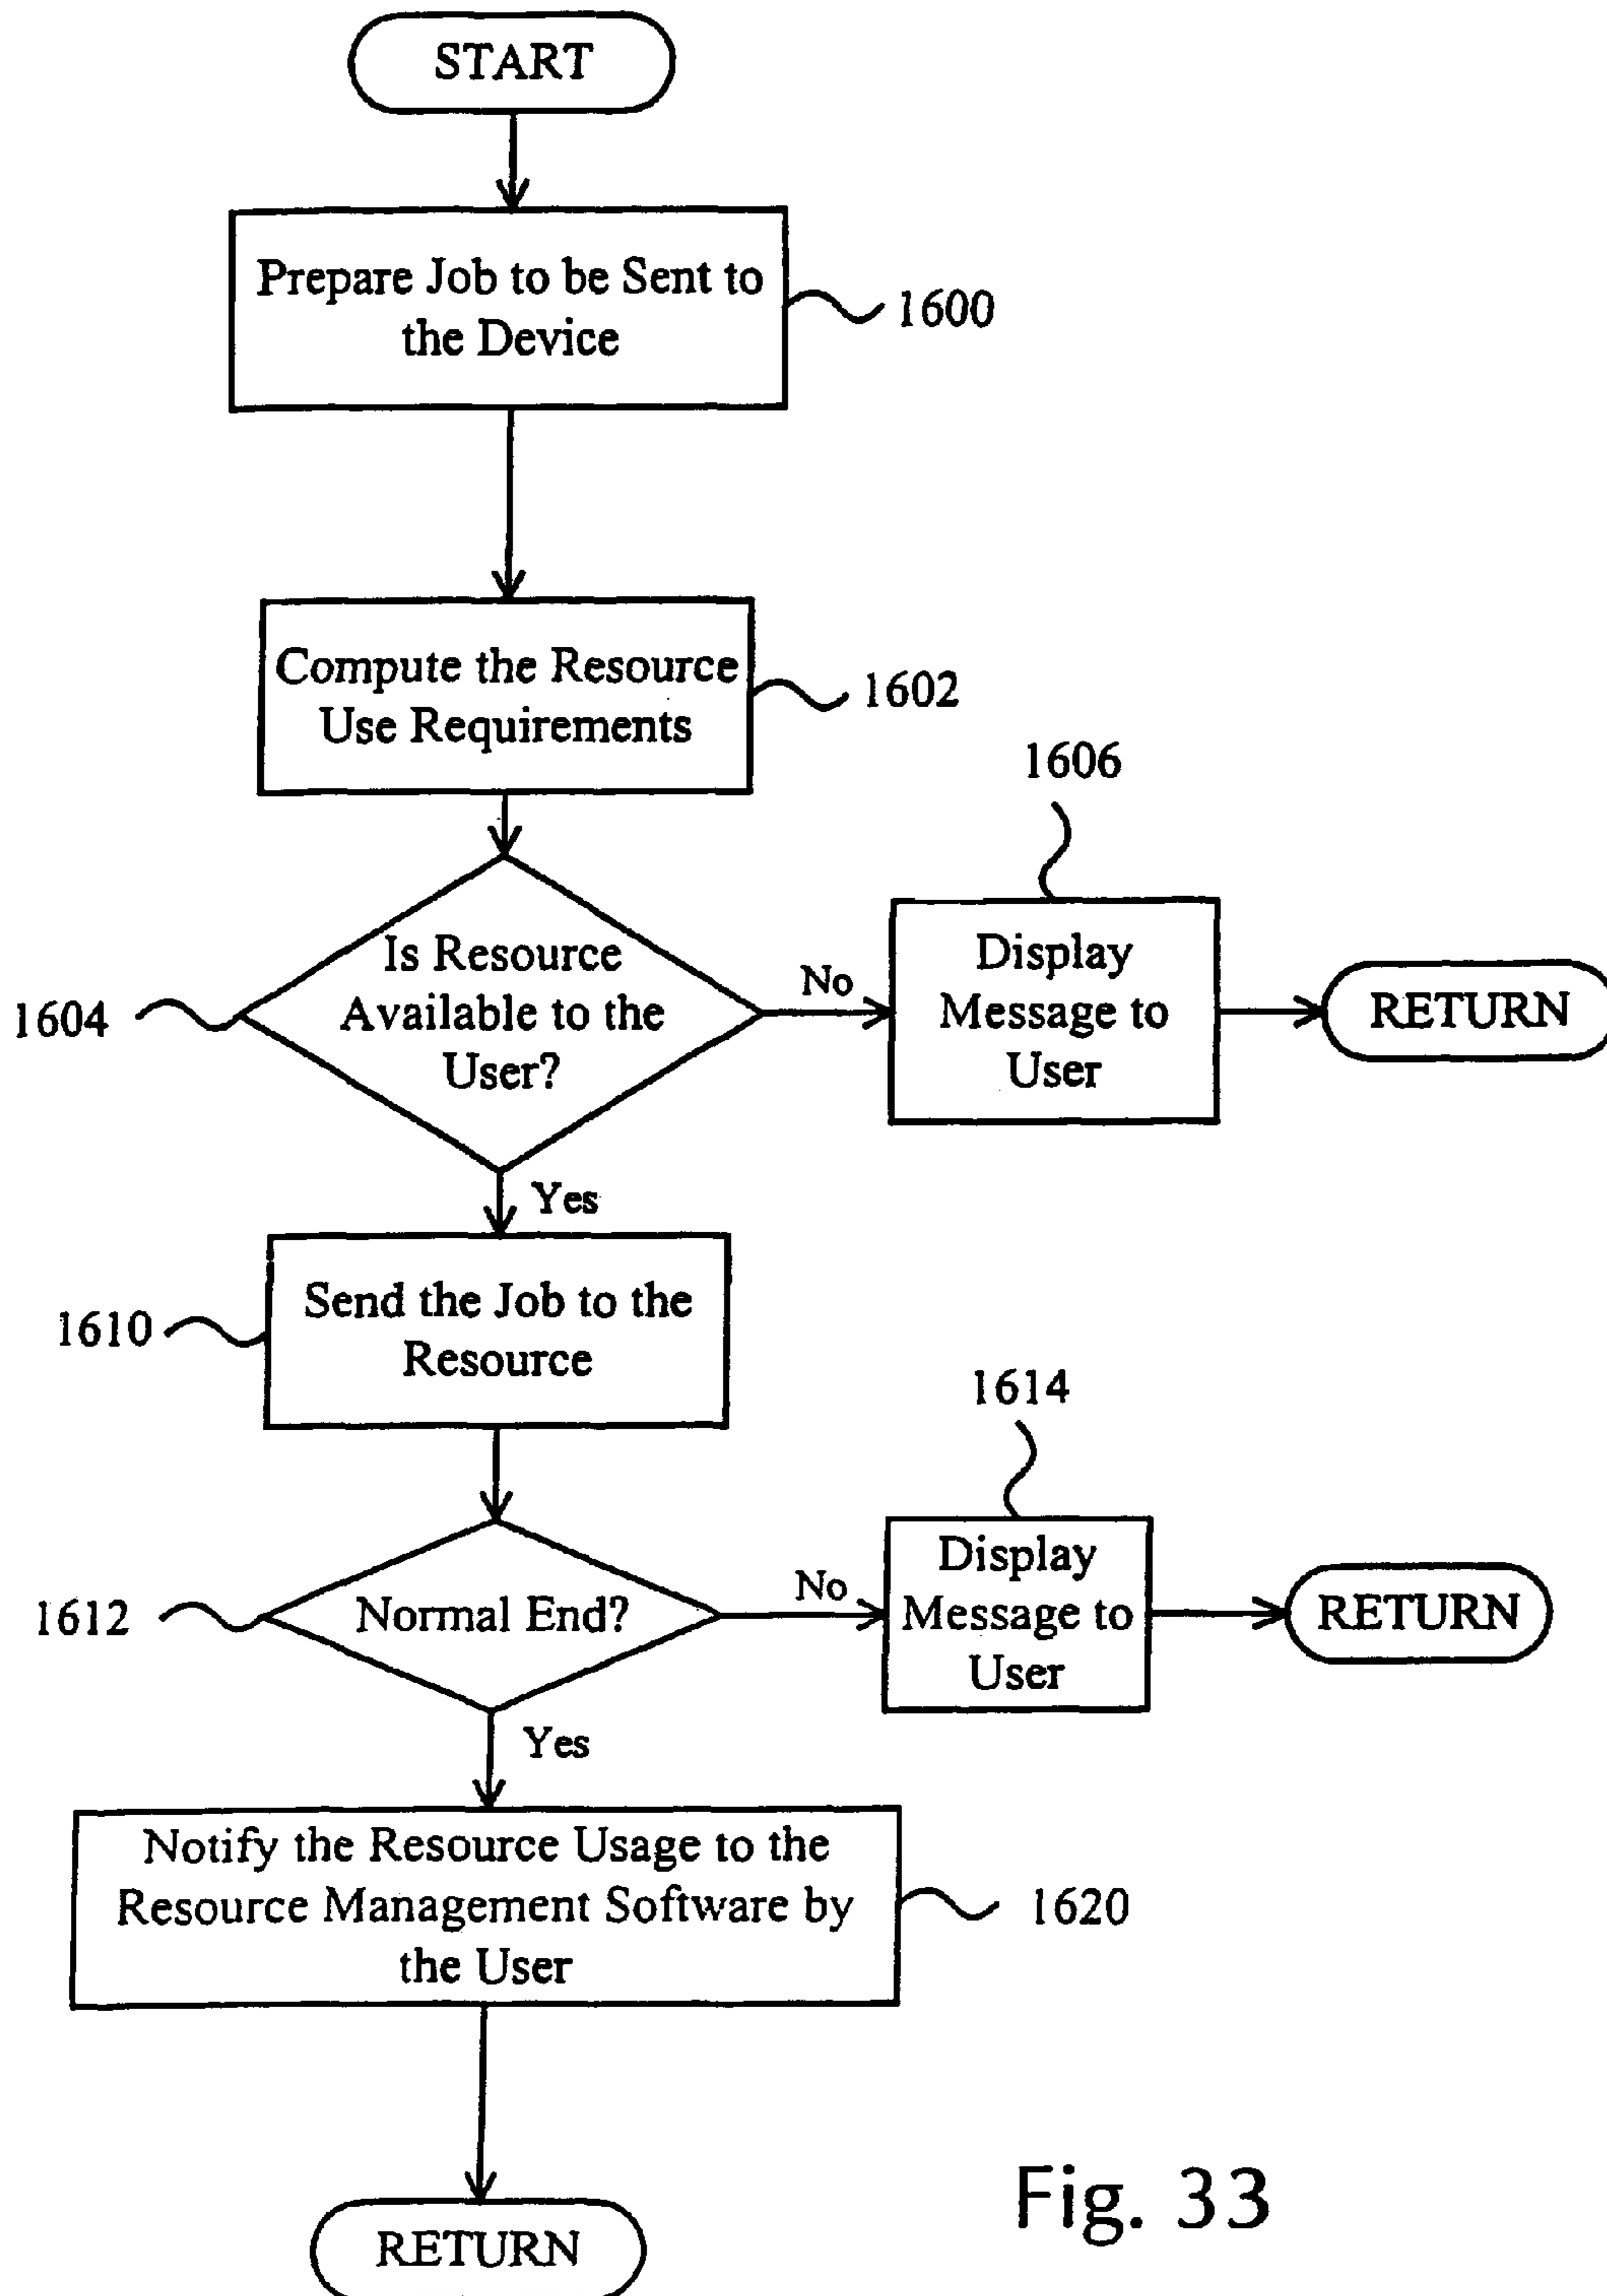 START
Prepare Job to be Sent to
the Device
1600
Compute the Resource
Use Requirements
1602
1606
Is Resource
Available to the
User?
1604
No
Display
Message to
User
RETURN
Yes
Send the Job to the
Resource
1610
1614
Normal End?
1612
No
Display
Message to
User
RETURN
Yes
Notify the Resource Usage to the
Resource Management Software by
the User
1620
RETURN
Fig. 33